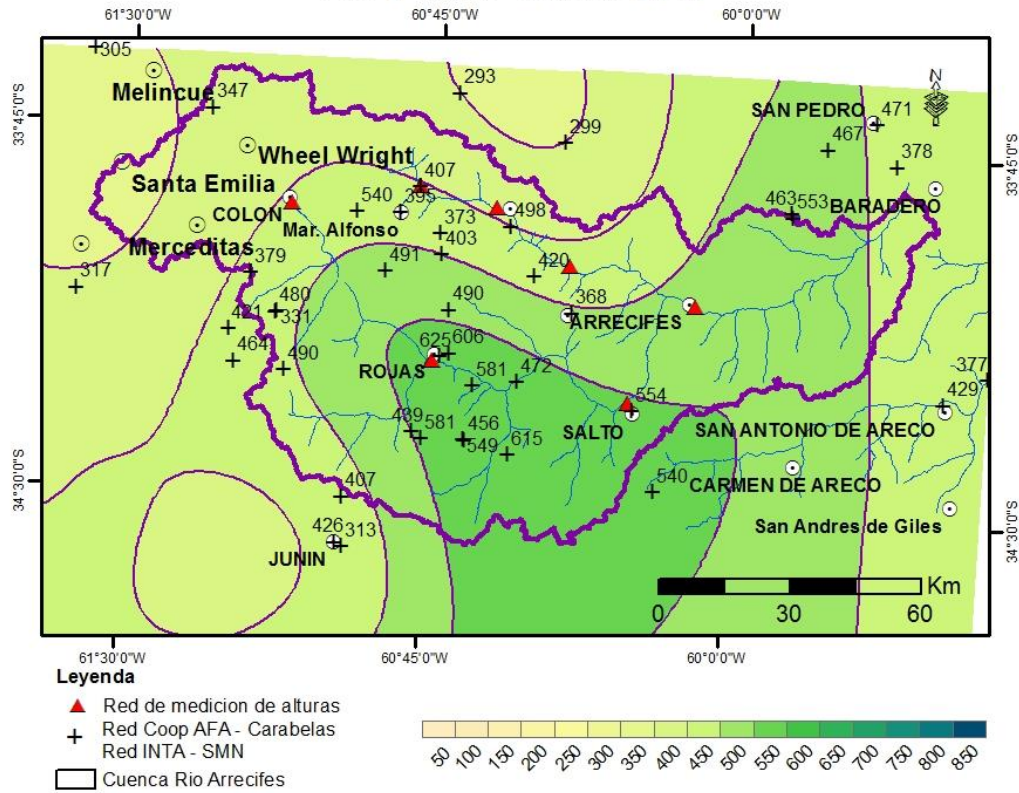 61°30'0"W 60°45'0"W 60°0'0"W
305
Melincue
347
293
N
33°45'0"S
SAN PEDRO
471
299
467
33°45'0"S
Wheel Wright
378
407
Santa Emilia
540
395
463 553
BARADERO
COLON
498
373
Mar. Alfonso
Merceditas
403
379
491
420
317
480
490
368
331
ARRECIFES
421
625 606
464
490
377
ROJAS
581
472
429
554
439
581
456
SALTO
SAN ANTONIO DE ARECO
549
615
34°30'0"S
407
540
CARMEN DE ARECO
426 313
San Andres de Giles
34°30'0"S
JUNIN
Km
0 30 60
61°30'0"W 60°45'0"W 60°0'0"W
Leyenda
Red de medicion de alturas
Red Coop AFA - Carabelas
Red INTA - SMN
Cuenca Rio Arrecifes
50 100 150 200 250 300 350 400 450 500 550 600 650 700 750 800 850